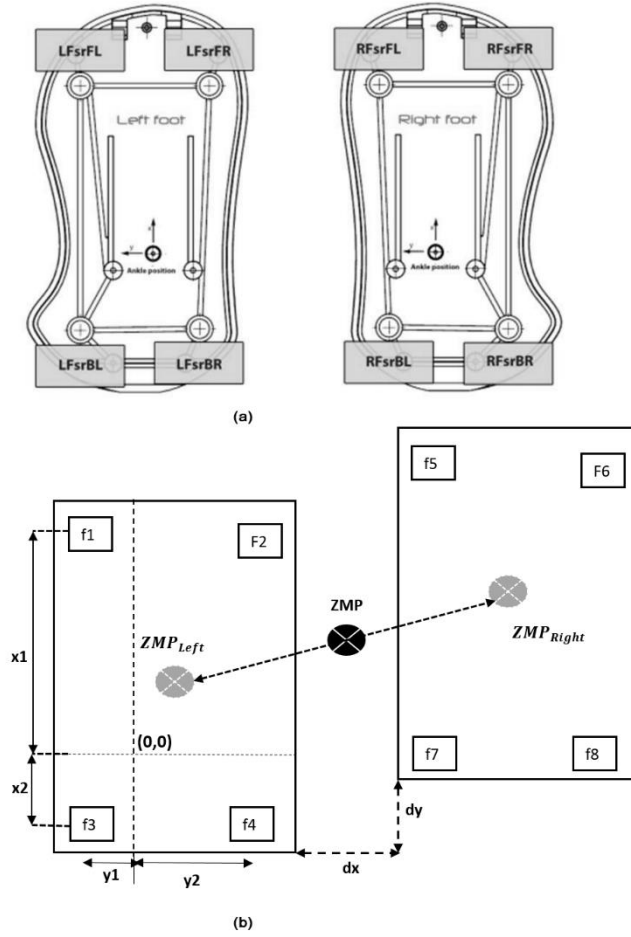 LFsrFL LFsrFR RFsrFL RFsrFR
Left foot Right foot
x x
y y
Ankle position Ankle position
LFsrBL LFsrBR RFsrBL RFsrBR
(a)
f5 F6
f1 F2
ZMP
ZMP_Left ZMP_Right
x1
(0,0)
f7 f8
x2
f3 f4
dy
y1 y2 dx
(b)